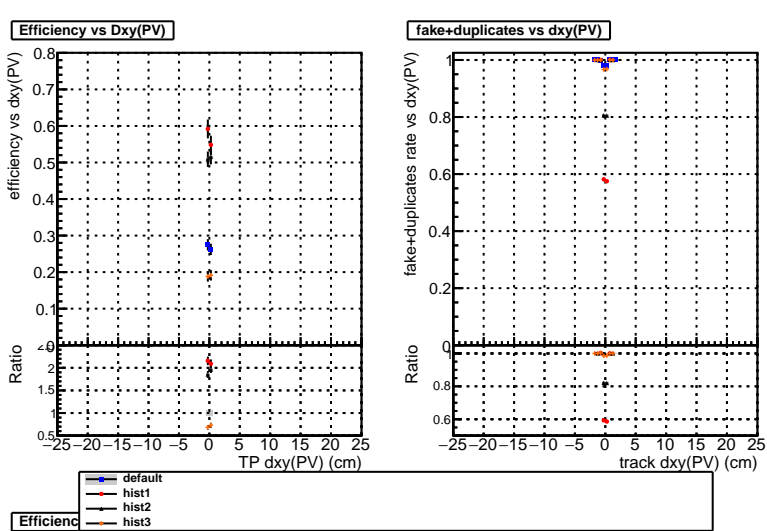 Efficiency vs Dxy(PV)
efficiency vs dxy(PV)
0.8
0.7
0.6
0.5
0.4
0.3
0.2
0.1
0
Ratio
2
1.5
1
0.5
−25 −20 −15 −10 −5 0 5 10 15 20 25
TP dxy(PV) (cm)
fake+duplicates vs dxy(PV)
fake+duplicates rate vs dxy(PV)
1
0.8
0.6
0.4
0.2
0
Ratio
1
0.8
0.6
−25 −20 −15 −10 −5 0 5 10 15 20 25
track dxy(PV) (cm)
default
hist1
hist2
hist3
Efficienc